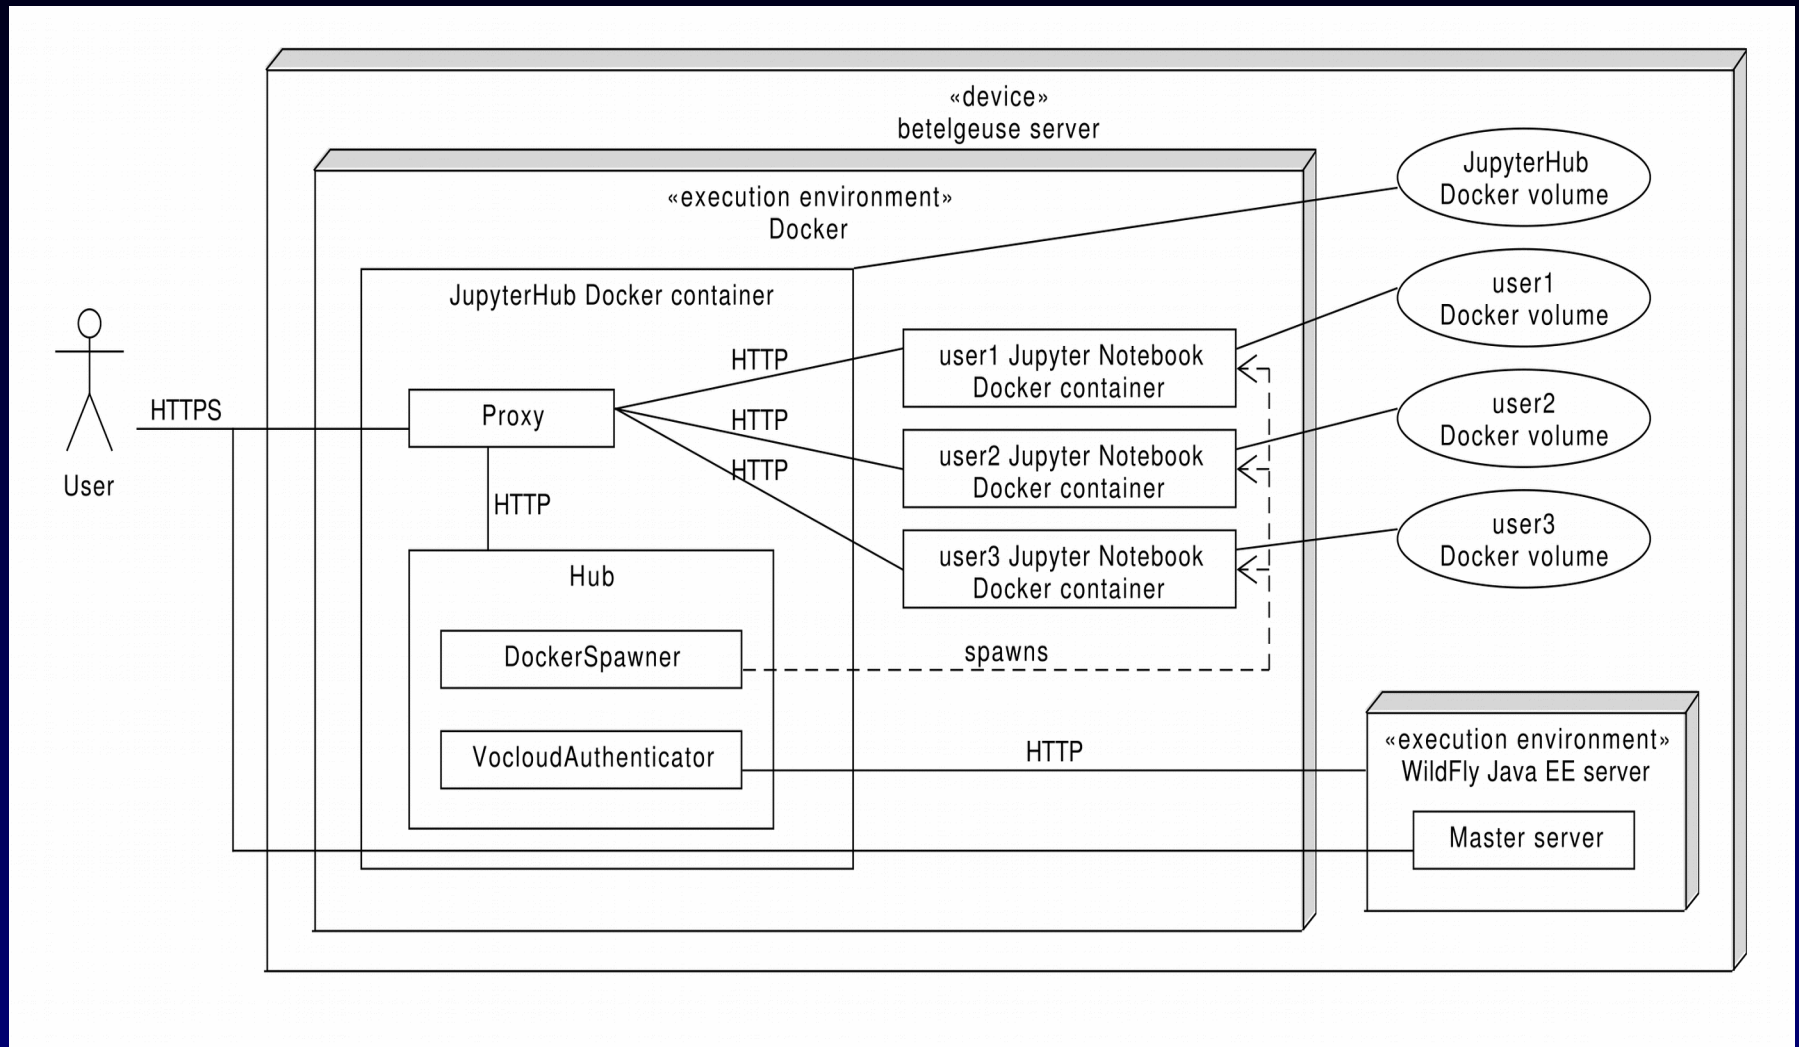 «device»
betelgeuse server
«execution environment»
Docker
JupyterHub
Docker volume
JupyterHub Docker container
user1
Docker volume
HTTP
user1 Jupyter Notebook
Docker container
HTTPS
Proxy
HTTP
user2
Docker volume
User
HTTP
user2 Jupyter Notebook
Docker container
HTTP
user3
Docker volume
Hub
user3 Jupyter Notebook
Docker container
DockerSpawner
spawns
VocloudAuthenticator
HTTP
«execution environment»
WildFly Java EE server
Master server